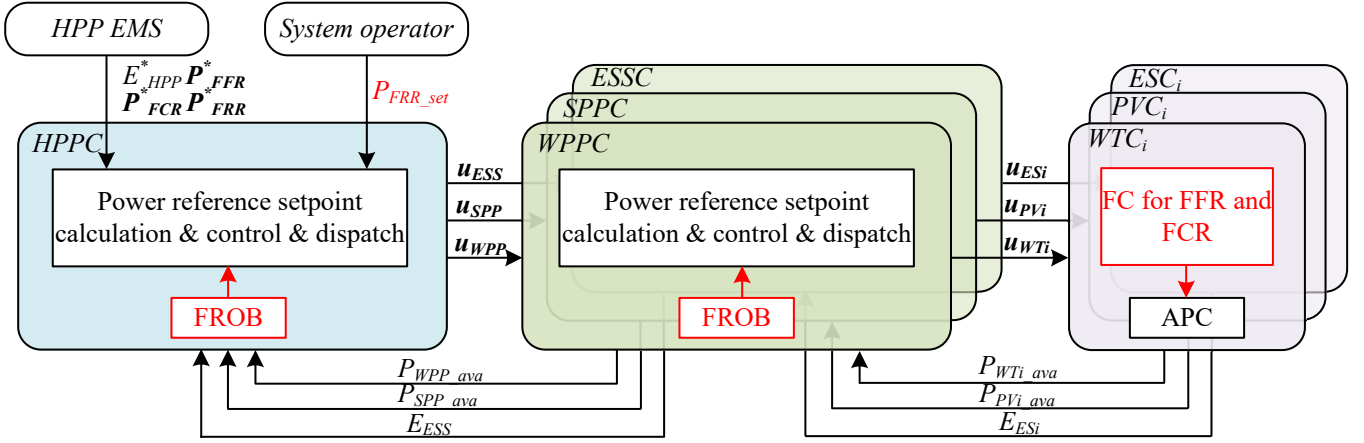 HPP EMS
System operator
E*HPP P*FFR
P*FCR P*FRR
PFRR_set
HPPC
Power reference setpoint
calculation & control & dispatch
FROB
uESS
uSPP
uWPP
ESSC
SPPC
WPPC
Power reference setpoint
calculation & control & dispatch
FROB
uESi
uPVi
uWTi
ESCi
PVCi
WTCi
FC for FFR and
FCR
APC
PWPP_ava
PSPP_ava
EESS
PWTi_ava
PPVi_ava
EESi